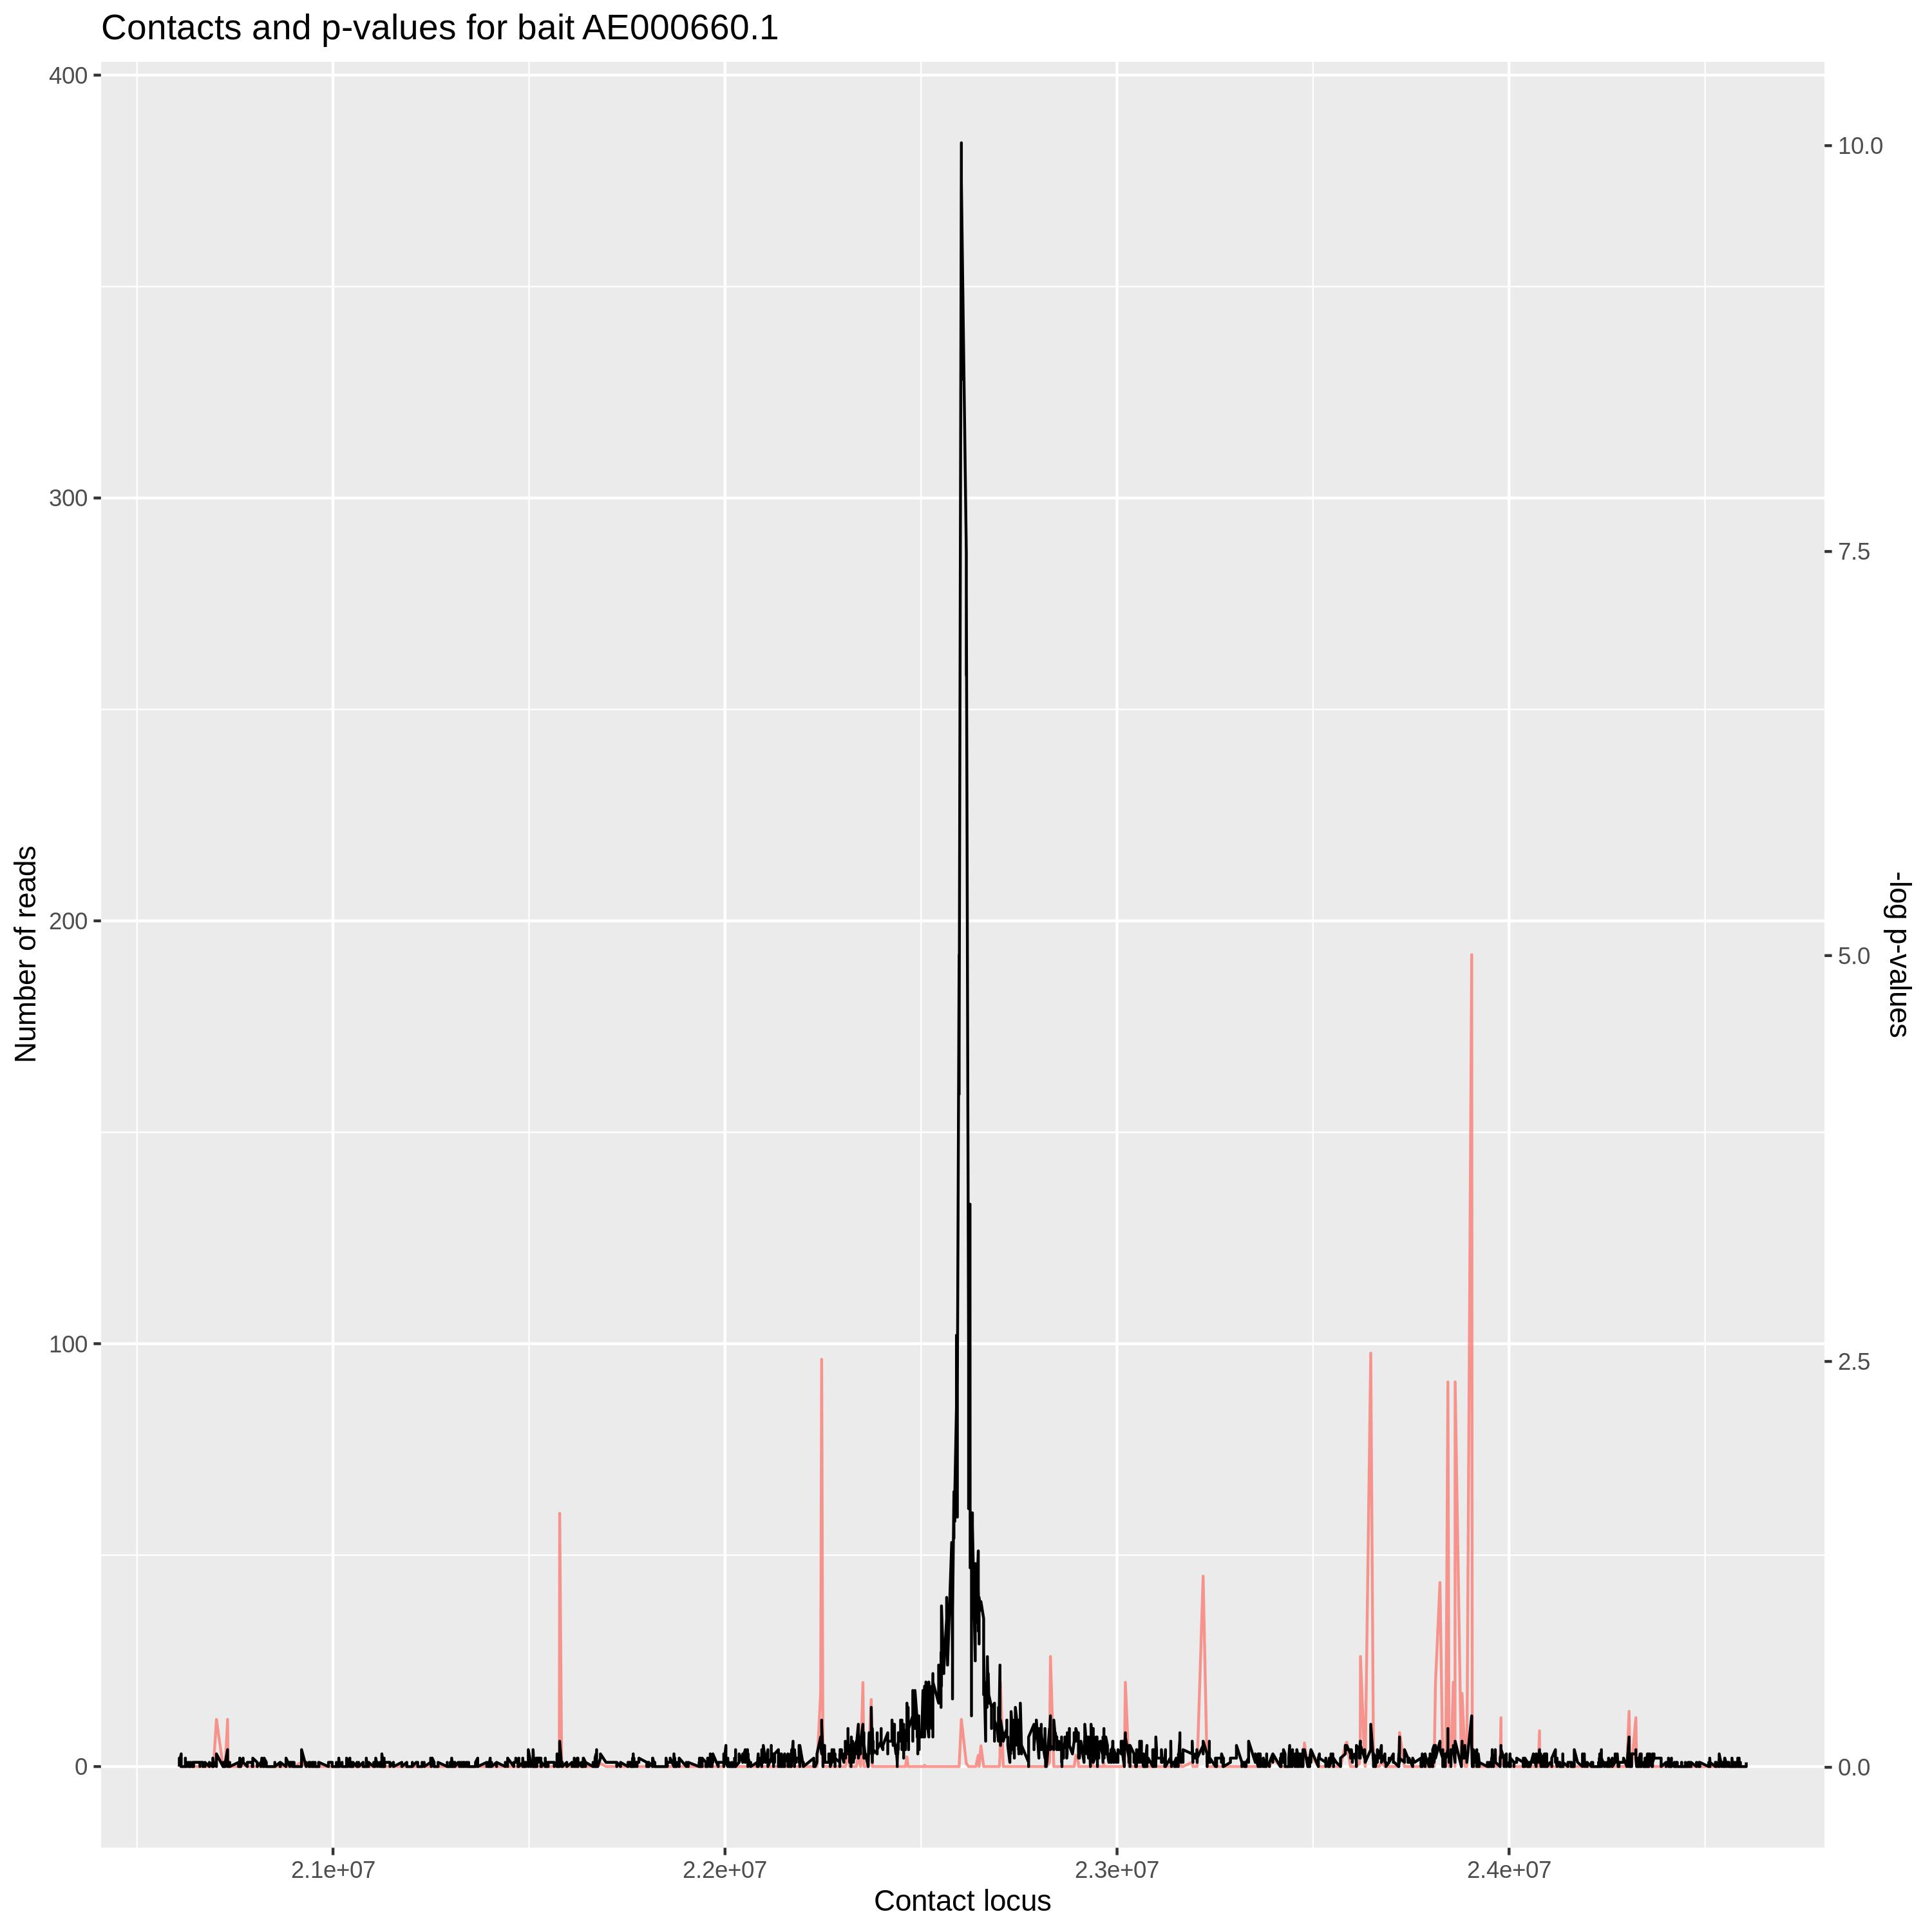 Contacts and p-values for bait AE000660.1
400
300
200
100
0
Number of reads
10.0
7.5
5.0
2.5
0.0
-log p-values
2.1e+07
2.2e+07
2.3e+07
2.4e+07
Contact locus